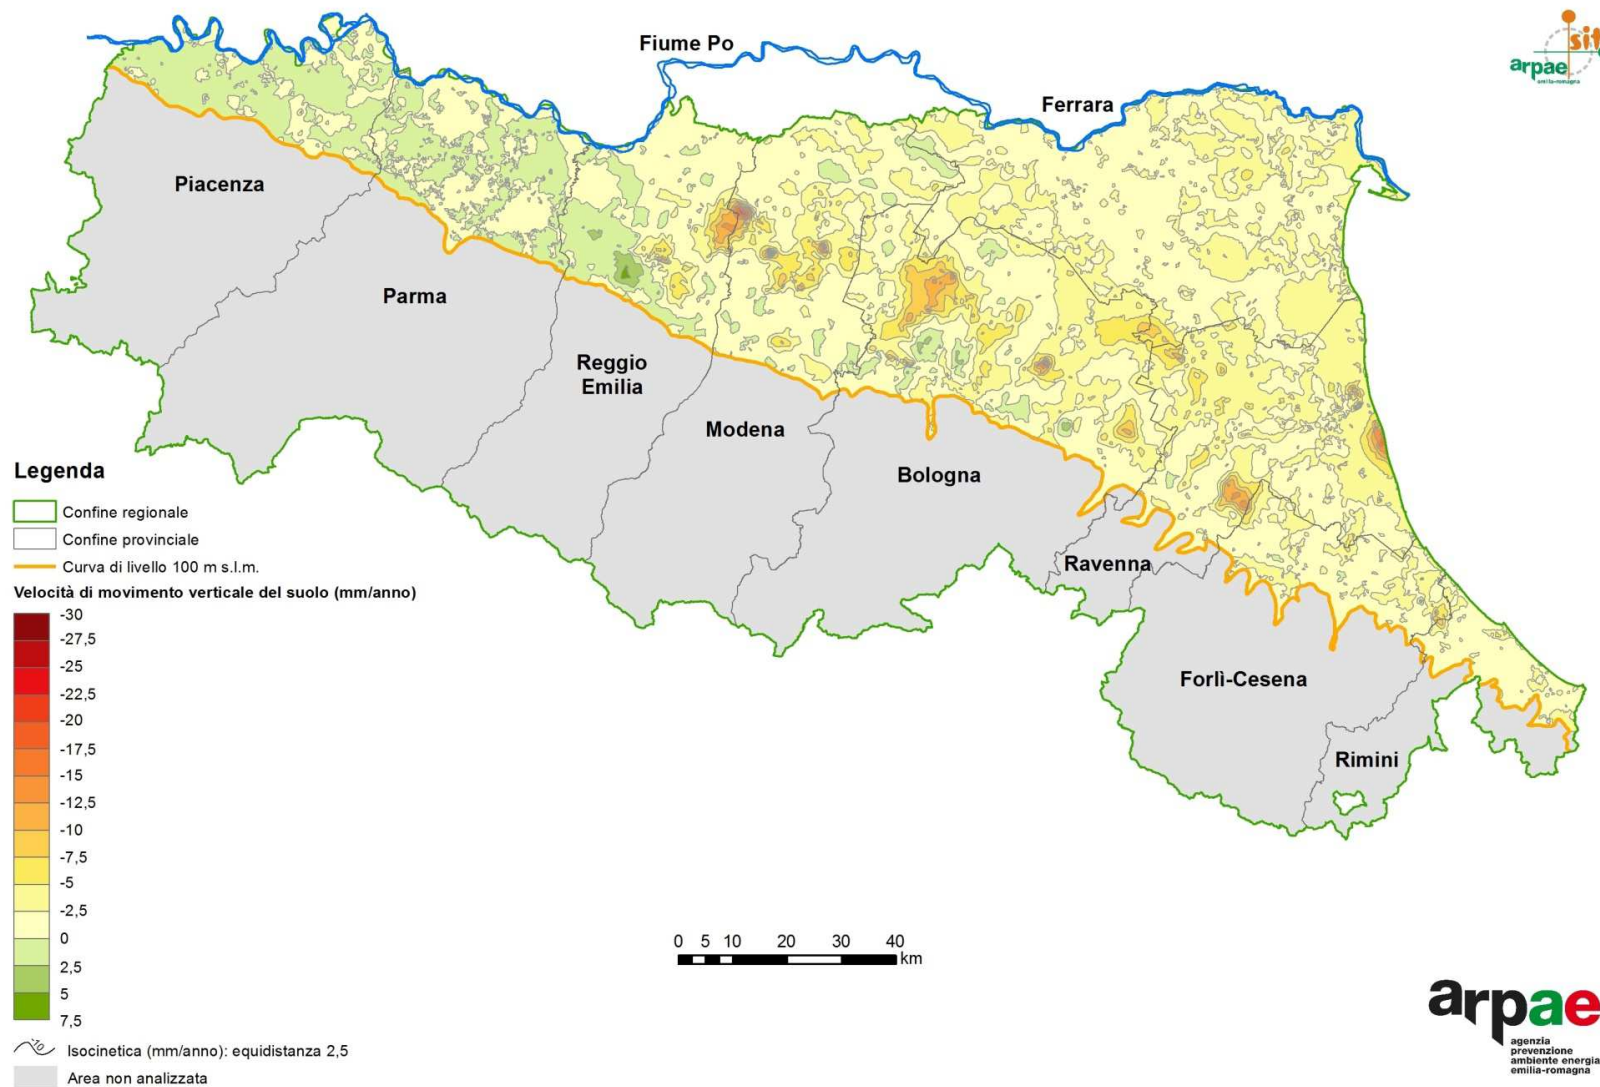 Fiume Po
sit
arpae
emilia-romagna
Ferrara
Piacenza
Parma
Reggio
Emilia
Modena
Bologna
Ravenna
Forlì-Cesena
Rimini
Legenda
Confine regionale
Confine provinciale
Curva di livello 100 m s.l.m.
Velocità di movimento verticale del suolo (mm/anno)
-30
-27,5
-25
-22,5
-20
-17,5
-15
-12,5
-10
-7,5
-5
-2,5
0
2,5
5
7,5
-10
Isocinetica (mm/anno): equidistanza 2,5
Area non analizzata
0 5 10 20 30 40
km
arpae
agenzia
prevenzione
ambiente energia
emilia-romagna